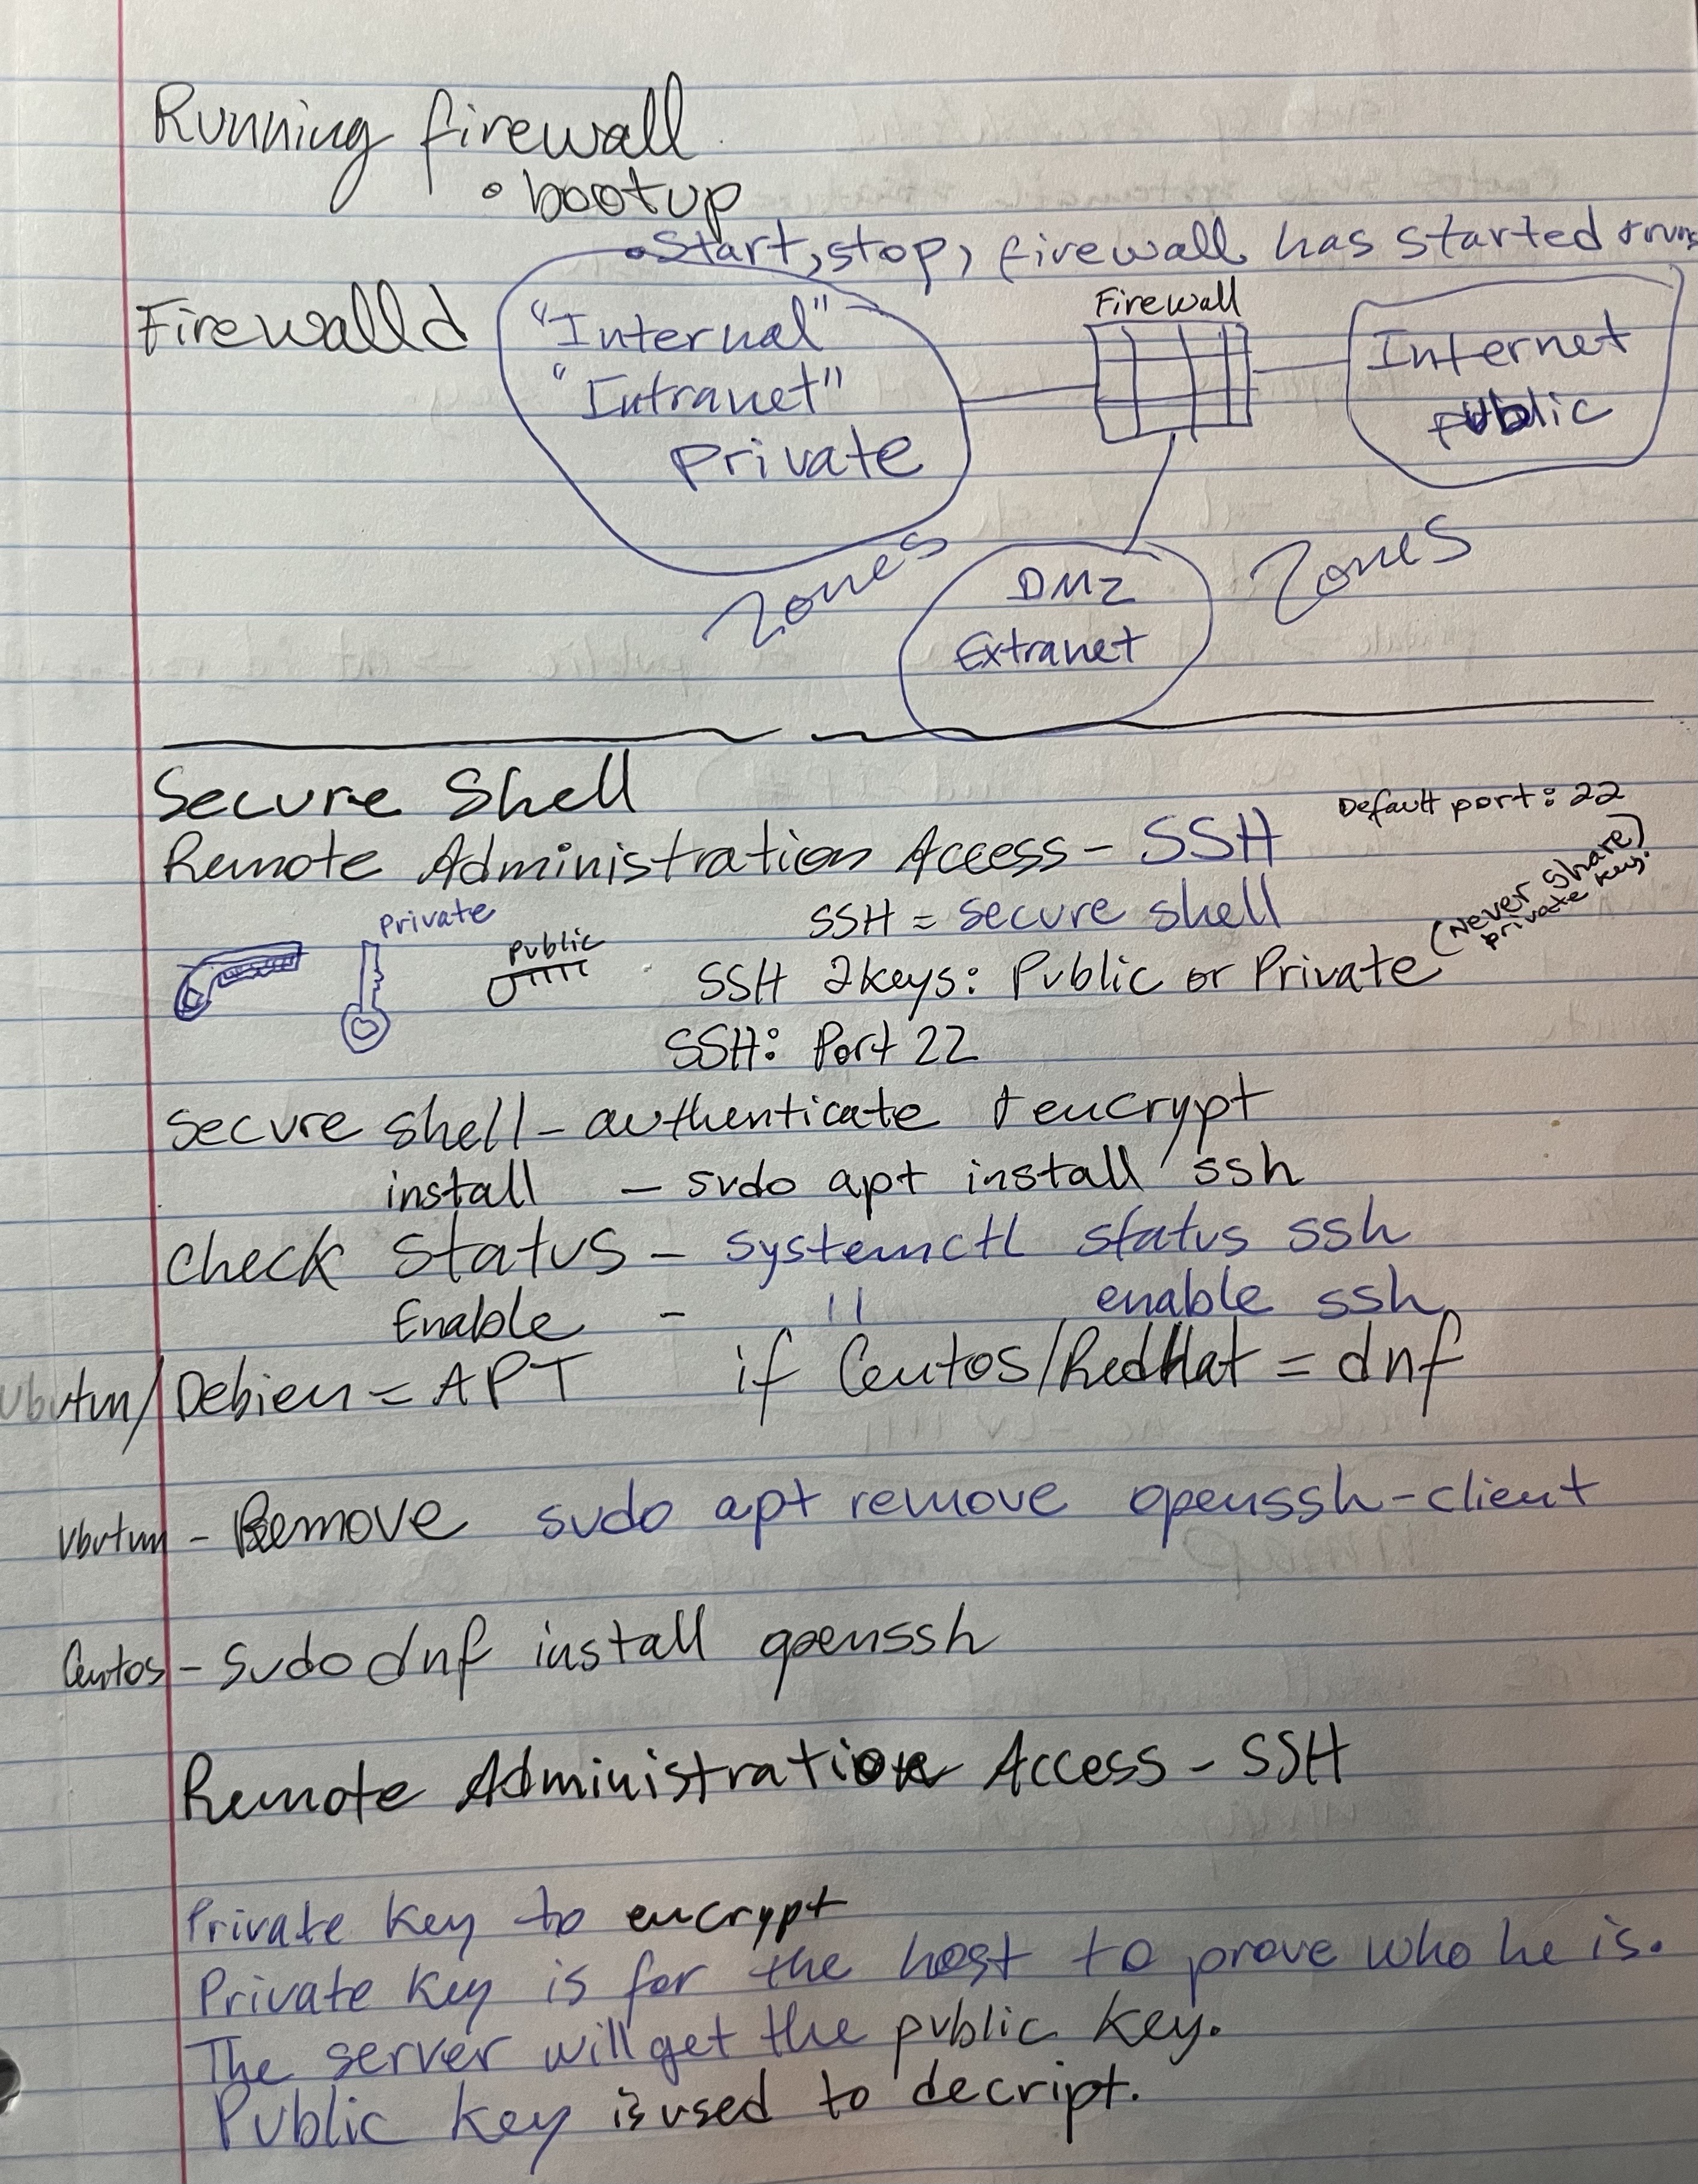 Running firewall
• bootup
• Start, stop, firewall has started & runs
Firewalld
"Internal"
"Intranet"
Private
Firewall
Internet
Public
Zones
DMZ
Extranet
Zones
Secure Shell
Default port: 22
Remote Administration Access - SSH
(Never share private key.)
SSH = Secure shell
Private
Public
SSH 2keys: Public or Private
SSH: Port 22
Secure shell - authenticate & encrypt
install - sudo apt install ssh
Check Status - systemctl status ssh
Enable - " enable ssh
Ubutun/Debien = APT if Centos/RedHat = dnf
Ubutun - Remove sudo apt remove openssh-client
Centos - sudo dnf install openssh
Remote Administration Access - SSH
Private key to encrypt
Private key is for the host to prove who he is.
The server will get the public key.
Public key is used to decript.